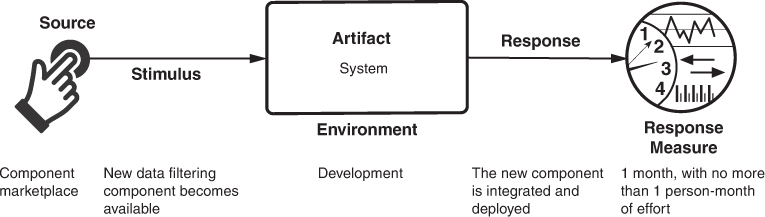 Source
Stimulus
Artifact
System
Environment
Response
1
2
3
4
Response
Measure
Component
marketplace
New data filtering
component becomes
available
Development
The new component
is integrated and
deployed
1 month, with no more
than 1 person-month
of effort